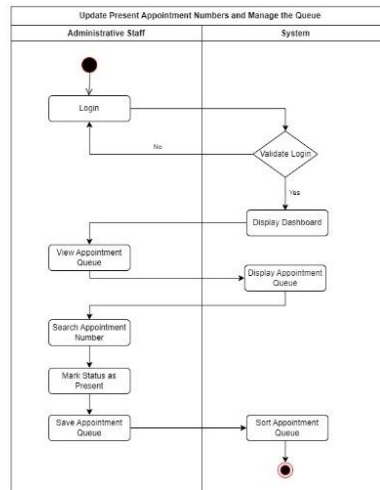 Update Present Appointment Numbers and Manage the Queue
Administrative Staff
System
Login
No
Validate Login
Yes
Display Dashboard
View Appointment
Queue
Display Appointment
Queue
Search Appointment
Number
Mark Status as
Present
Save Appointment
Queue
Sort Appointment
Queue